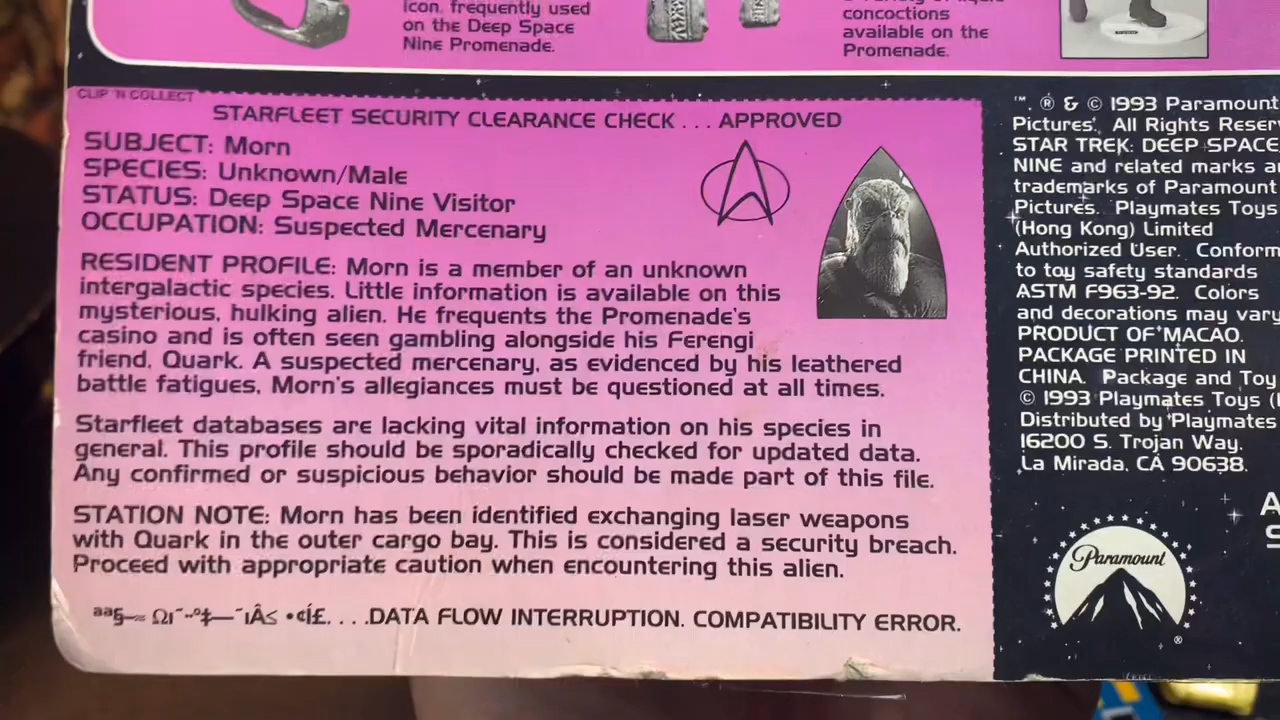 icon, frequently used
on the Deep Space
Nine Promenade.
concoctions
available on the
Promenade.
CLIP 'N COLLECT
STARFLEET SECURITY CLEARANCE CHECK . . . APPROVED
SUBJECT: Morn
SPECIES: Unknown/Male
STATUS: Deep Space Nine Visitor
OCCUPATION: Suspected Mercenary
RESIDENT PROFILE: Morn is a member of an unknown
intergalactic species. Little information is available on this
mysterious, hulking alien. He frequents the Promenade's
casino and is often seen gambling alongside his Ferengi
friend, Quark. A suspected mercenary, as evidenced by his leathered
battle fatigues, Morn's allegiances must be questioned at all times.
Starfleet databases are lacking vital information on his species in
general. This profile should be sporadically checked for updated data.
Any confirmed or suspicious behavior should be made part of this file.
STATION NOTE: Morn has been identified exchanging laser weapons
with Quark in the outer cargo bay. This is considered a security breach.
Proceed with appropriate caution when encountering this alien.
....DATA FLOW INTERRUPTION. COMPATIBILITY ERROR.
™, ® & © 1993 Paramount
Pictures. All Rights
STAR TREK: DEEP SPACE
NINE and related marks
trademarks of Paramount
Pictures. Playmates Toys
(Hong Kong) Limited
Authorized User. Conform
to toy safety standards
ASTM F963-92. Colors
and decorations may vary
PRODUCT OF MACAO.
PACKAGE PRINTED IN
CHINA. Package and Toy
© 1993 Playmates Toys
Distributed by Playmates
16200 S. Trojan Way,
La Mirada, CA 90638.
Paramount
®